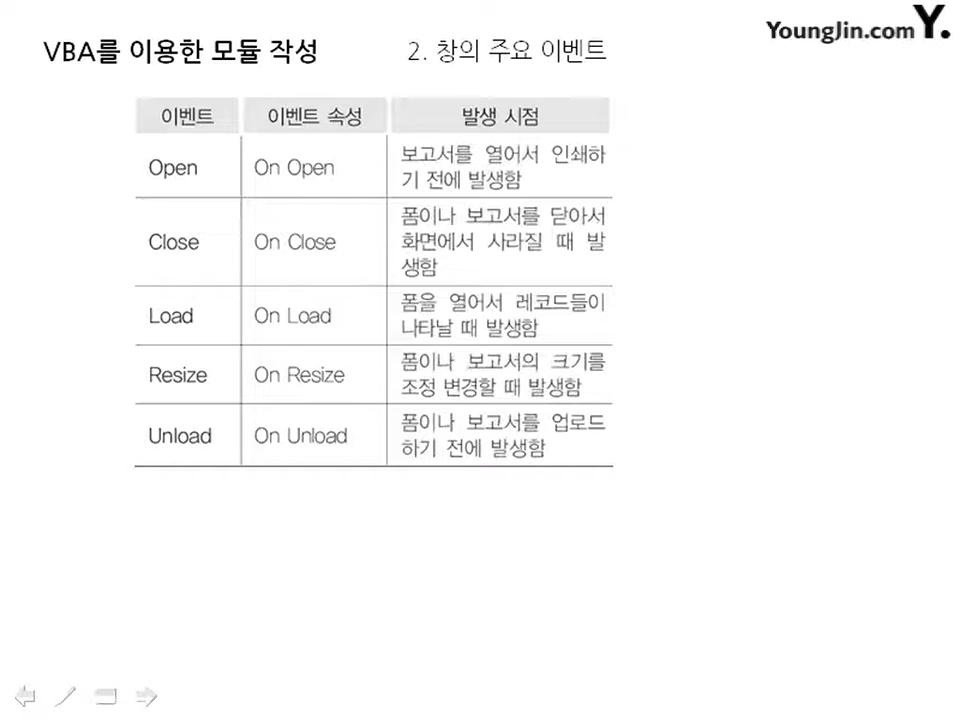 VBA를 이용한 모듈 작성
2. 창의 주요 이벤트
YoungJin.com Y.
이벤트 이벤트 속성 발생 시점
Open On Open 보고서를 열어서 인쇄하
기 전에 발생함
Close On Close 폼이나 보고서를 닫아서
화면에서 사라질 때 발
생함
Load On Load 폼을 열어서 레코드들이
나타날 때 발생함
Resize On Resize 폼이나 보고서의 크기를
조정 변경할 때 발생함
Unload On Unload 폼이나 보고서를 업로드
하기 전에 발생함